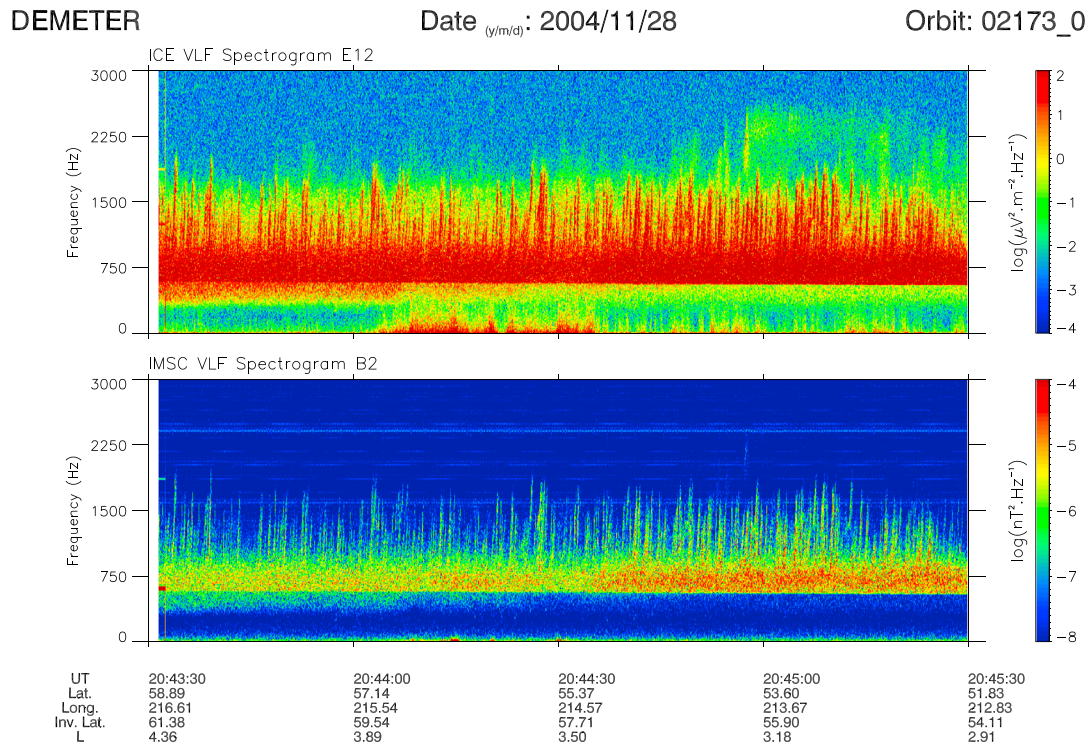 DEMETER Date (y/m/d): 2004/11/28 Orbit: 02173_0
ICE VLF Spectrogram E12
3000
2250
1500
750
0
Frequency (Hz)
2
1
0
−1
−2
−3
−4
log(μV².m⁻².Hz⁻¹)
IMSC VLF Spectrogram B2
3000
2250
1500
750
0
Frequency (Hz)
−4
−5
−6
−7
−8
log(nT².Hz⁻¹)
UT 20:43:30 20:44:00 20:44:30 20:45:00 20:45:30
Lat. 58.89 57.14 55.37 53.60 51.83
Long. 216.61 215.54 214.57 213.67 212.83
Inv. Lat. 61.38 59.54 57.71 55.90 54.11
L 4.36 3.89 3.50 3.18 2.91